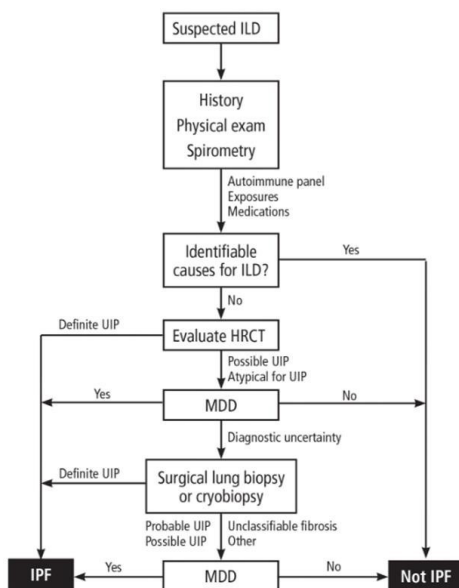 Suspected ILD
History
Physical exam
Spirometry
Autoimmune panel
Exposures
Medications
Identifiable
causes for ILD?
Yes
No
Definite UIP
Evaluate HRCT
Possible UIP
Atypical for UIP
Yes
MDD
No
Diagnostic uncertainty
Definite UIP
Surgical lung biopsy
or cryobiopsy
Probable UIP
Possible UIP
Unclassifiable fibrosis
Other
IPF
Yes
MDD
No
Not IPF